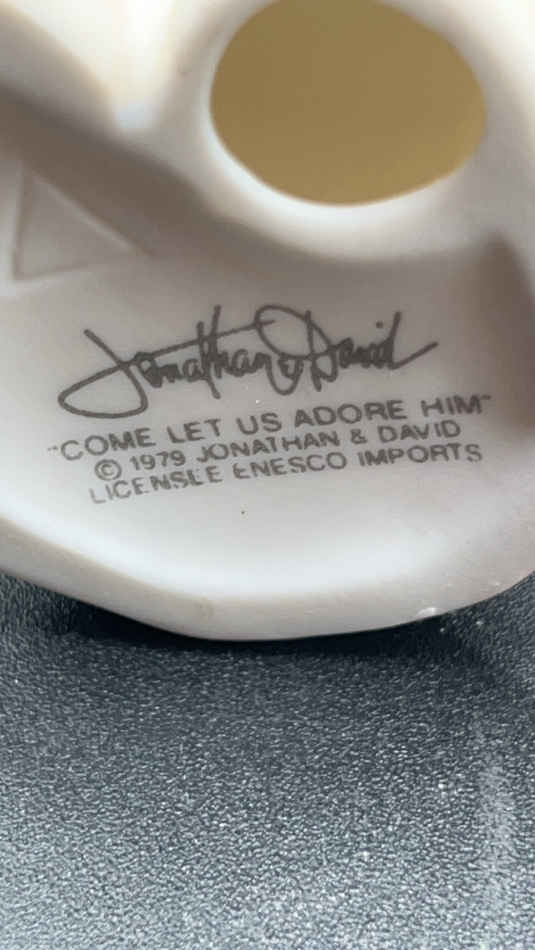 Jonathan & David
"COME LET US ADORE HIM"
© 1979 JONATHAN & DAVID
LICENSEE ENESCO IMPORTS